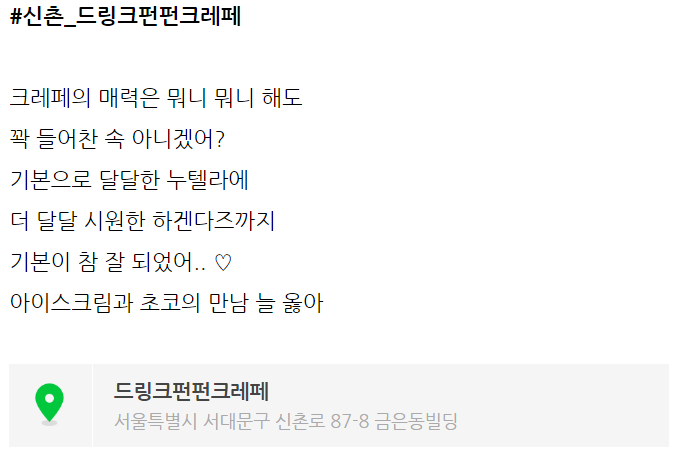 #신촌_드링크펀펀크레페
크레페의 매력은 뭐니 뭐니 해도
꽉 들어찬 속 아니겠어?
기본으로 달달한 누텔라에
더 달달 시원한 하겐다즈까지
기본이 참 잘 되었어.. ♡
아이스크림과 초코의 만남 늘 옳아
드링크펀펀크레페
서울특별시 서대문구 신촌로 87-8 금은동빌딩